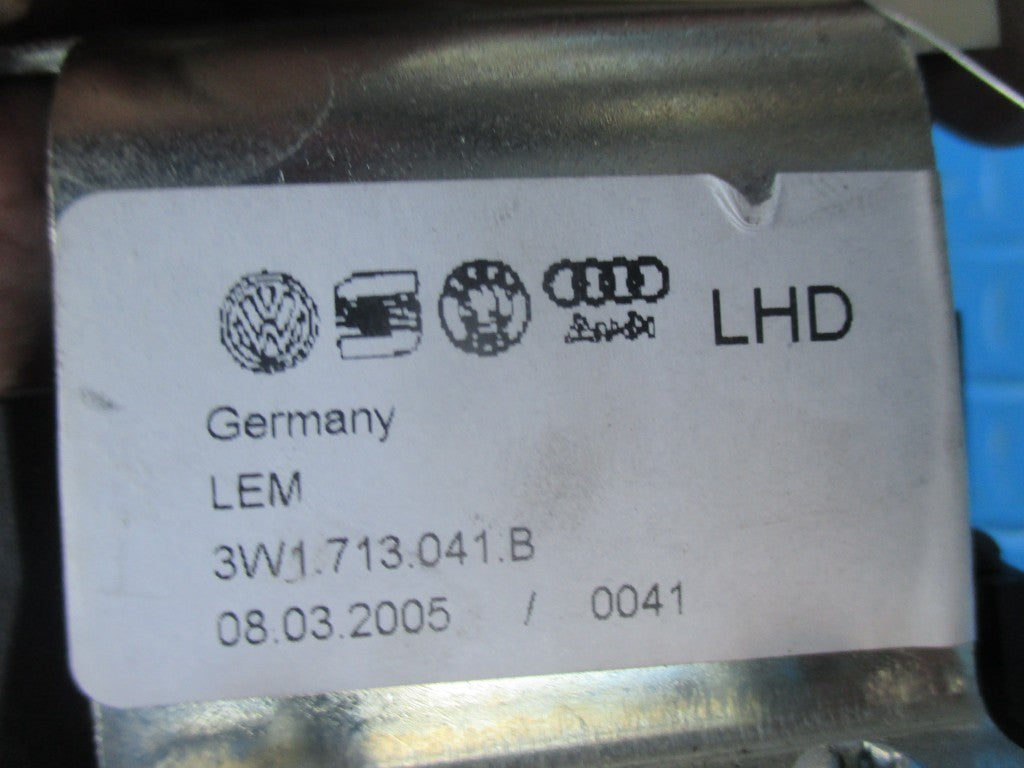 LHD
Germany
LEM
3W1.713.041.B
08.03.2005 / 0041